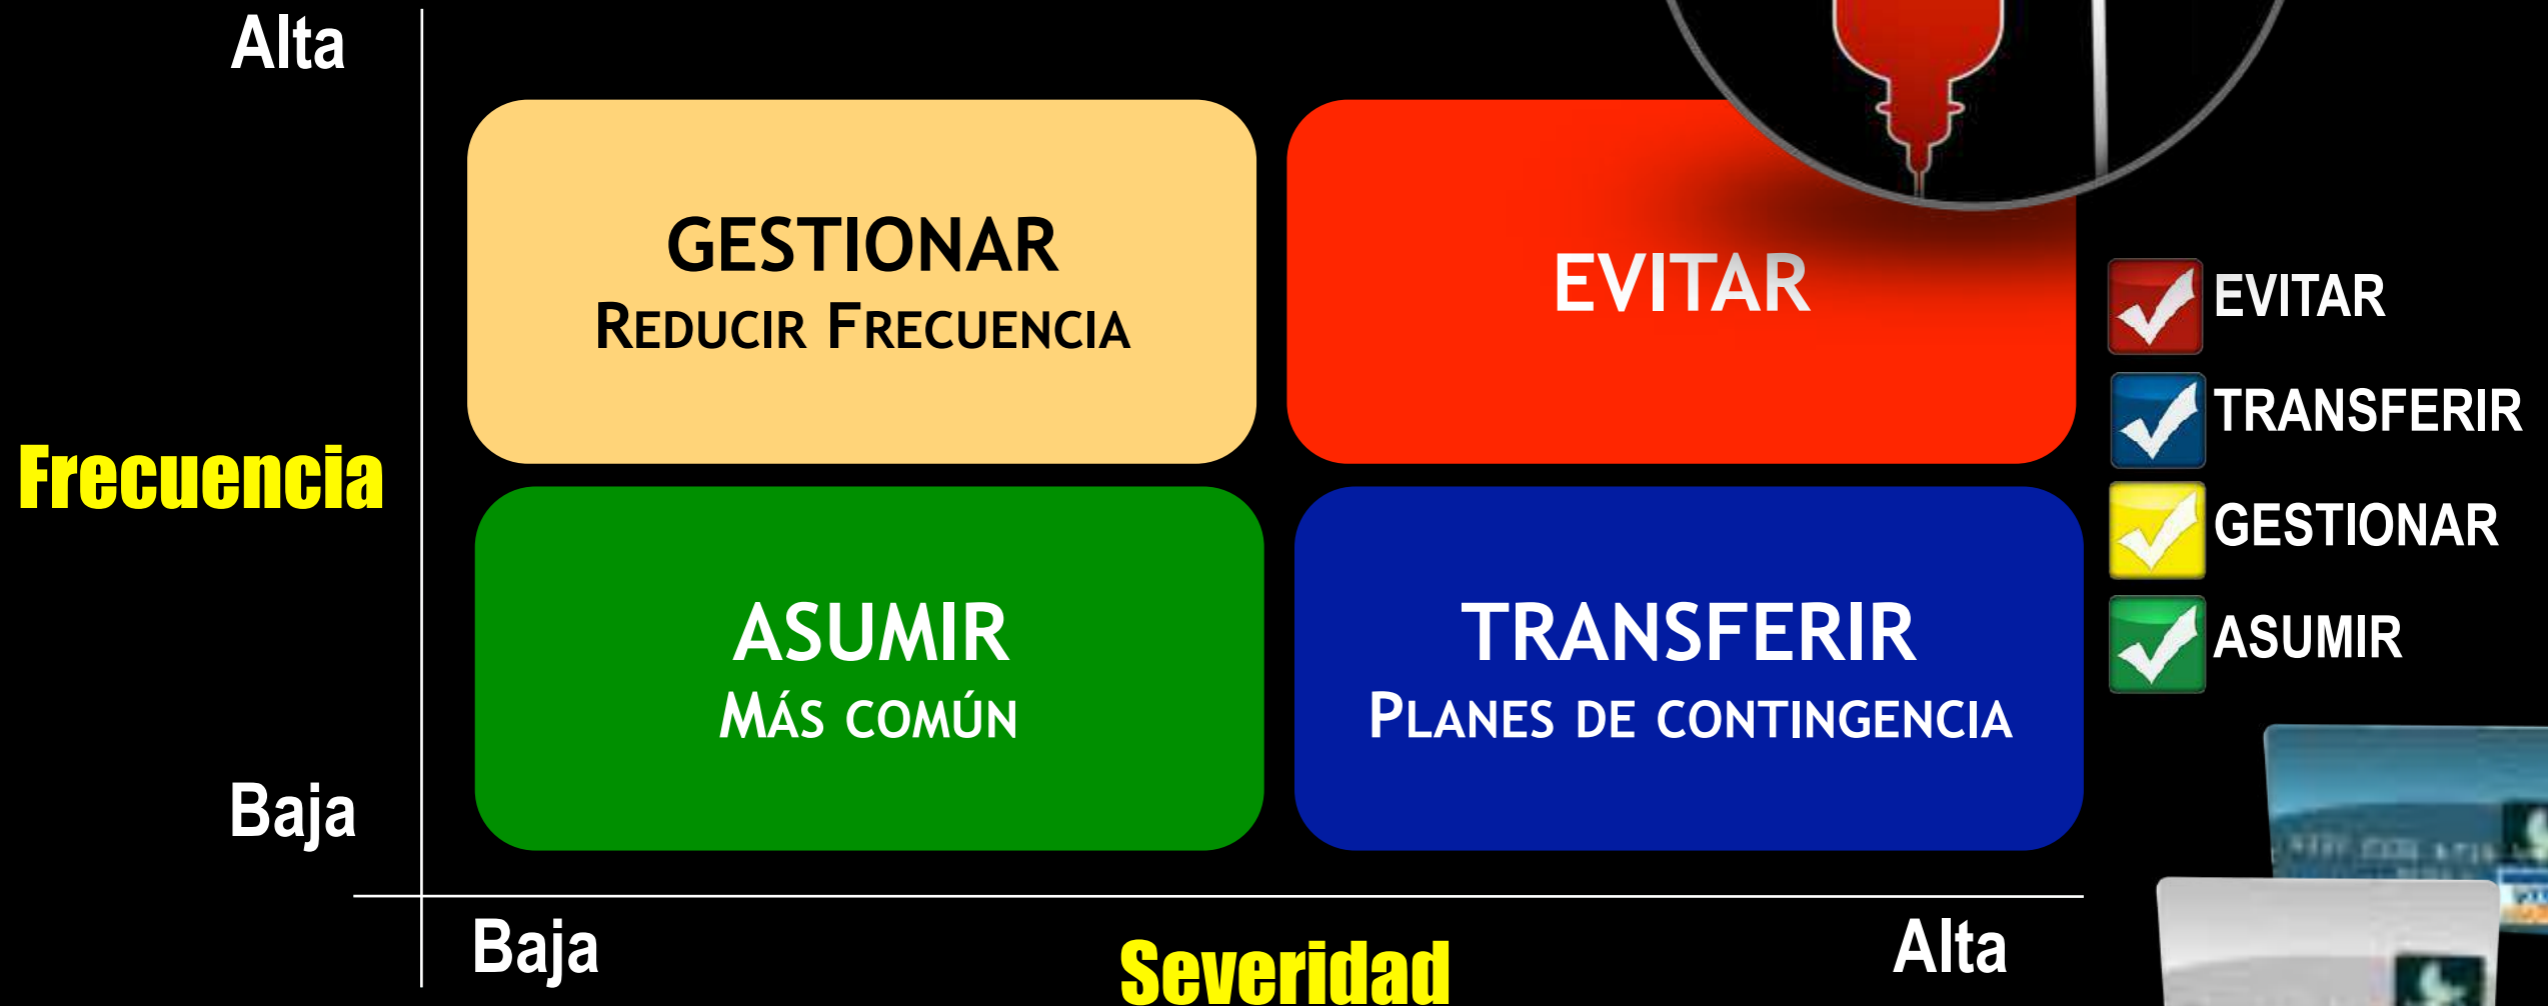 Alta
GESTIONAR
REDUCIR FRECUENCIA
EVITAR
EVITAR
TRANSFERIR
GESTIONAR
ASUMIR
Frecuencia
ASUMIR
MÁS COMÚN
TRANSFERIR
PLANES DE CONTINGENCIA
Baja
Baja
Severidad
Alta